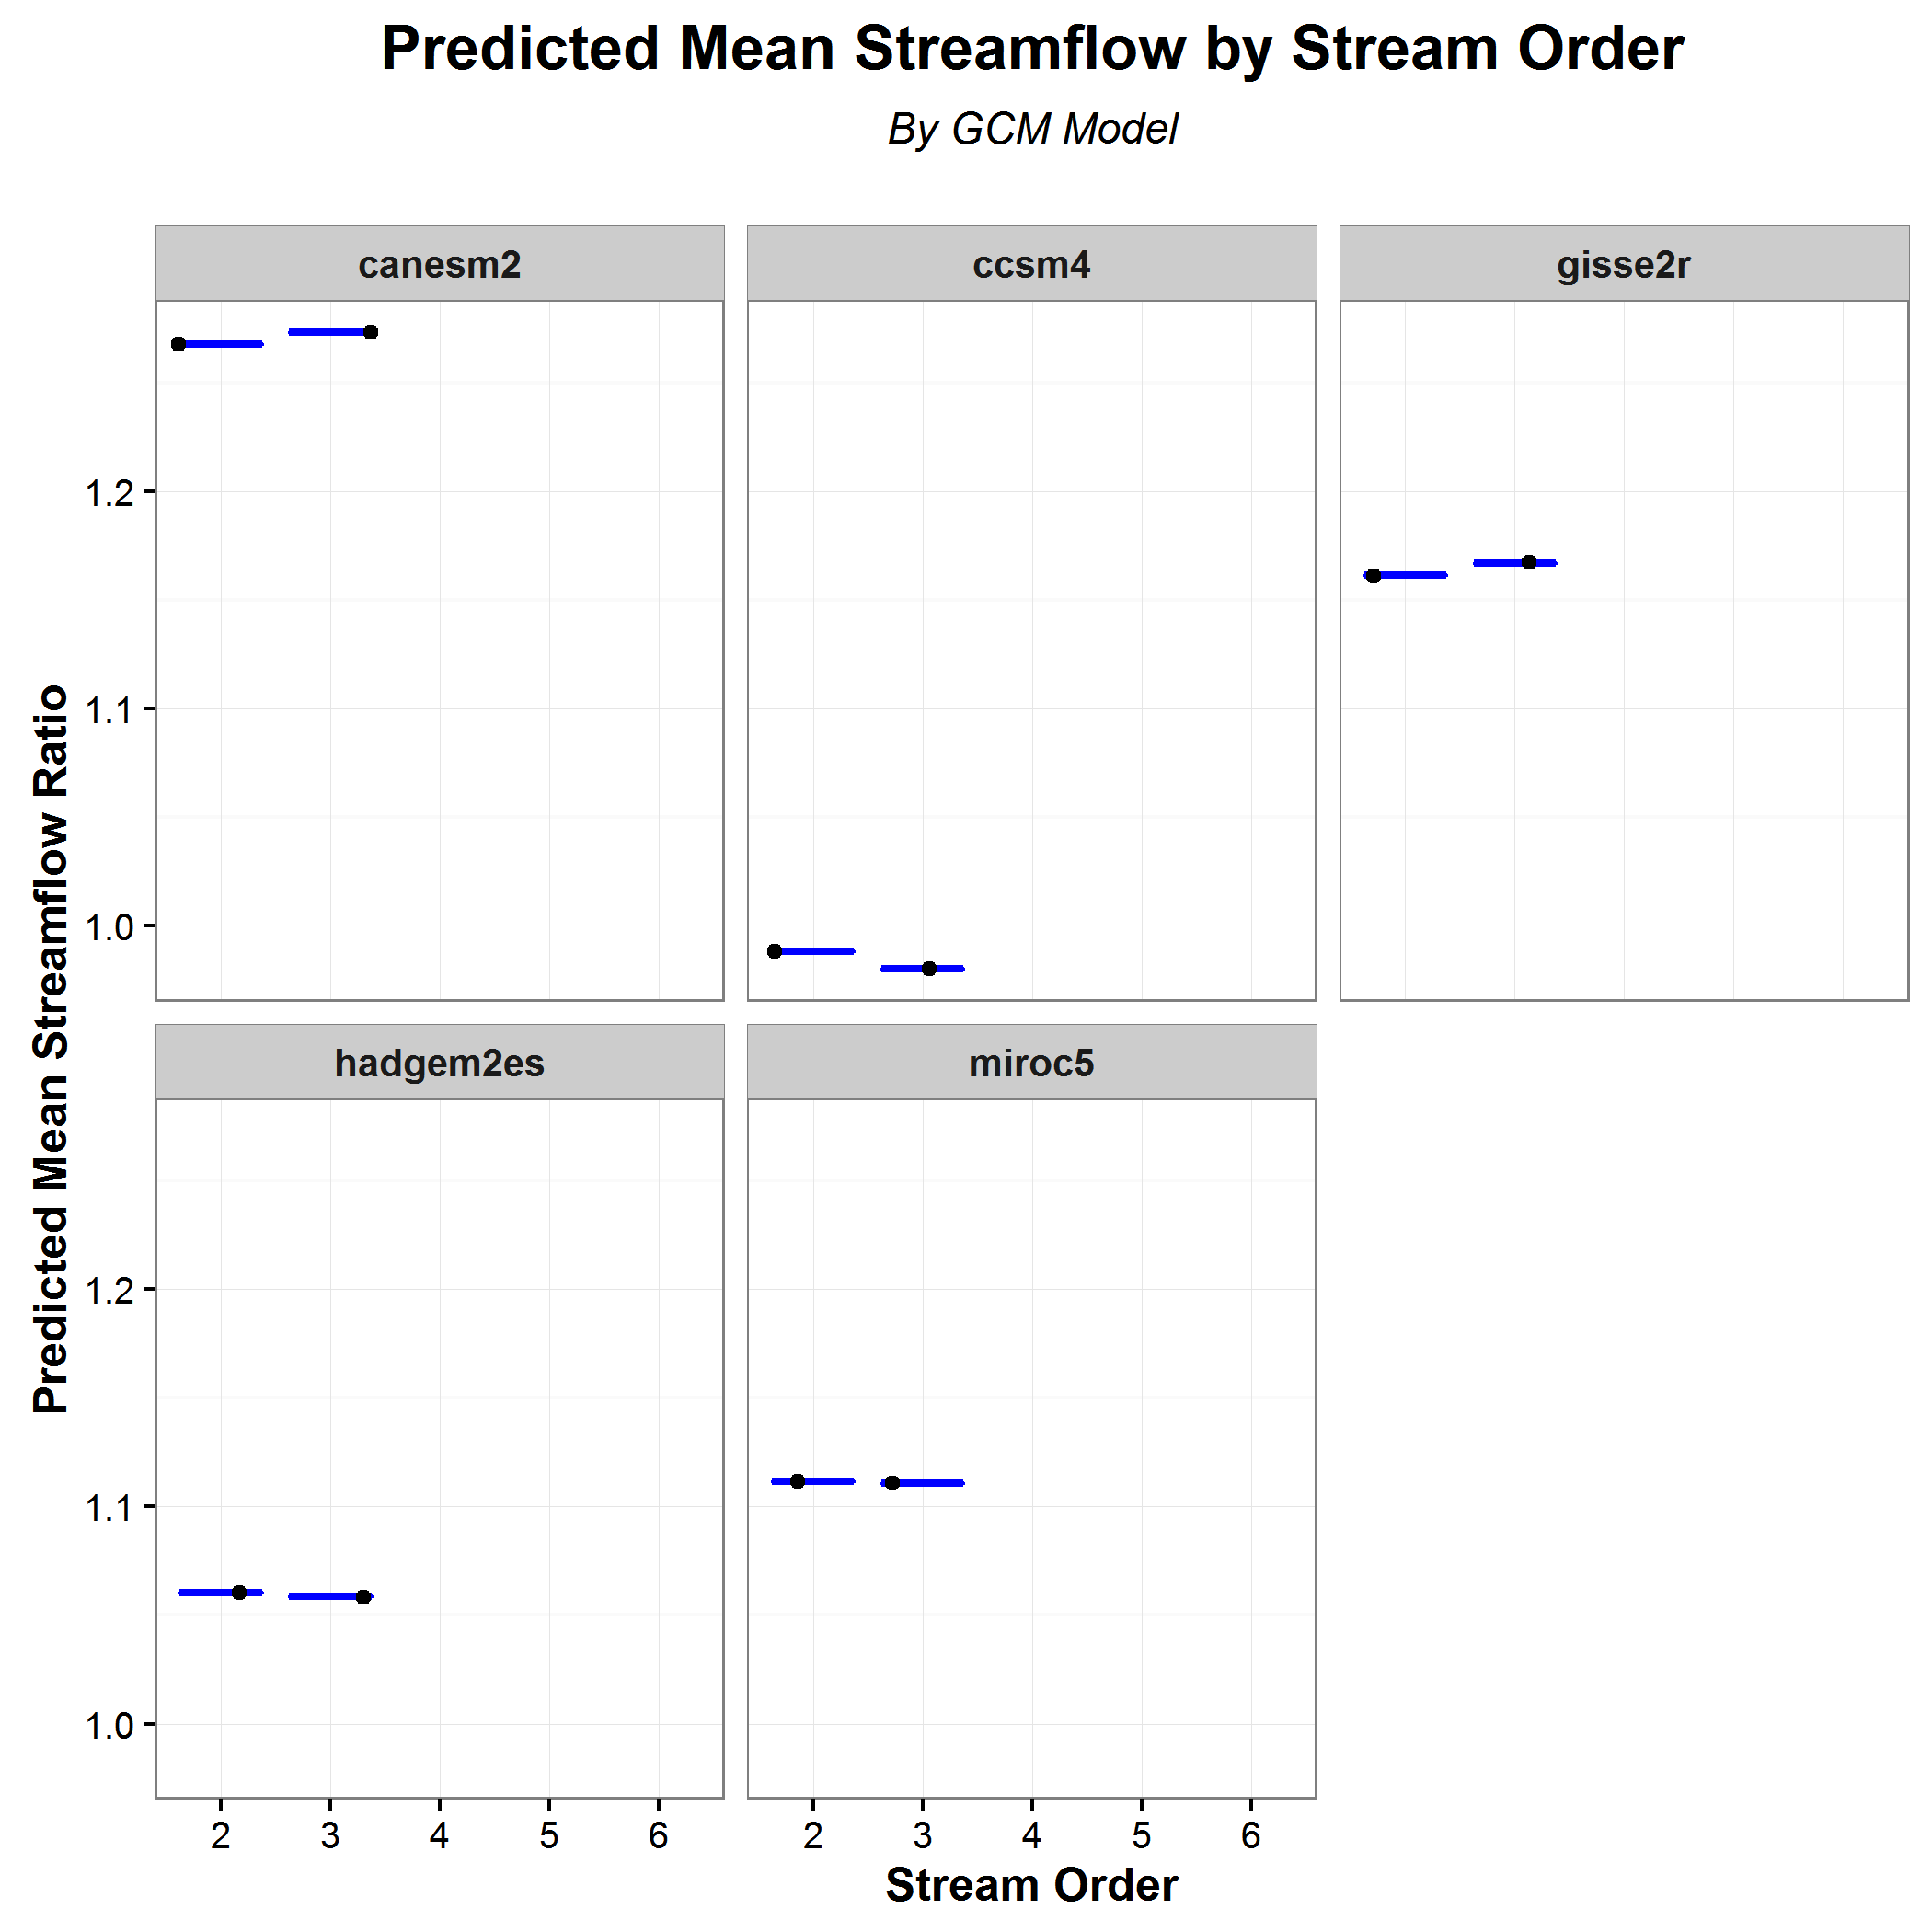 Predicted Mean Streamflow by Stream Order
By GCM Model
canesm2 ccsm4 gisse2r
1.2
1.1
1.0
hadgem2es miroc5
1.2
1.1
1.0
2 3 4 5 6 2 3 4 5 6
Stream Order
Predicted Mean Streamflow Ratio